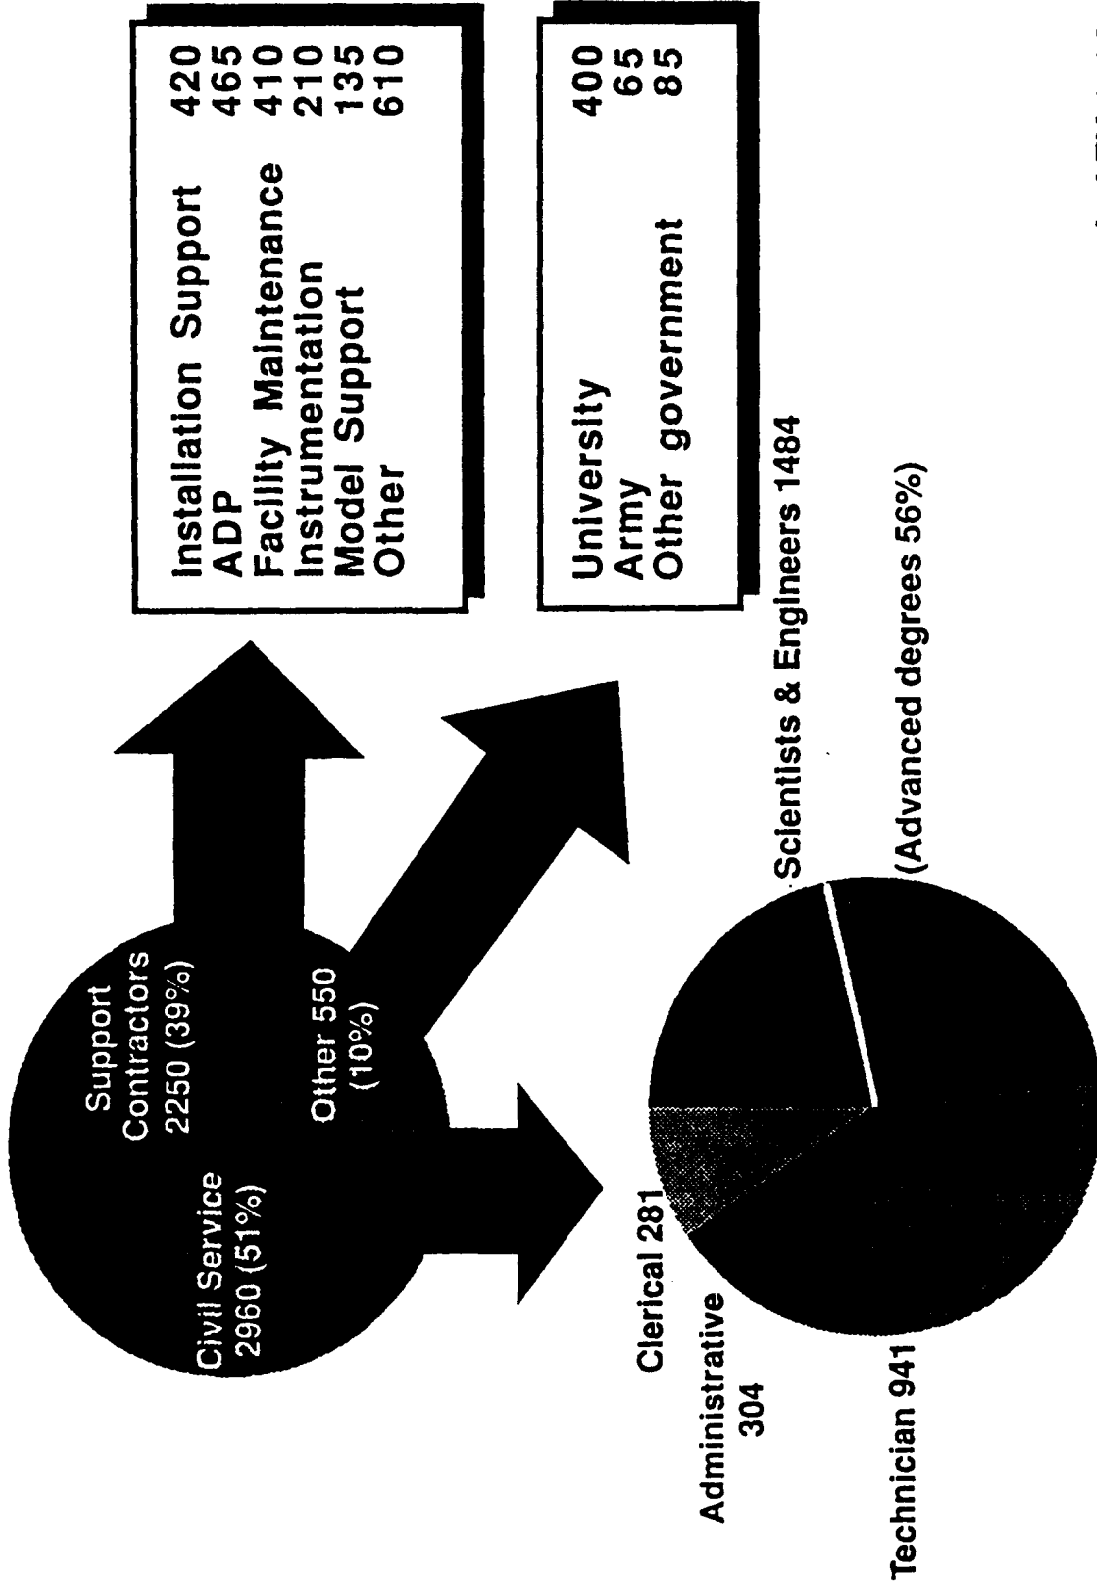 Support
Contractors
2250 (39%)
Civil Service
2960 (51%)
Other 550
(10%)
Installation Support 420
ADP 465
Facility Maintenance 410
Instrumentation 210
Model Support 135
Other 610
University 400
Army 65
Other government 85
Clerical 281
Administrative
304
Technician 941
Scientists & Engineers 1484
(Advanced degrees 56%)